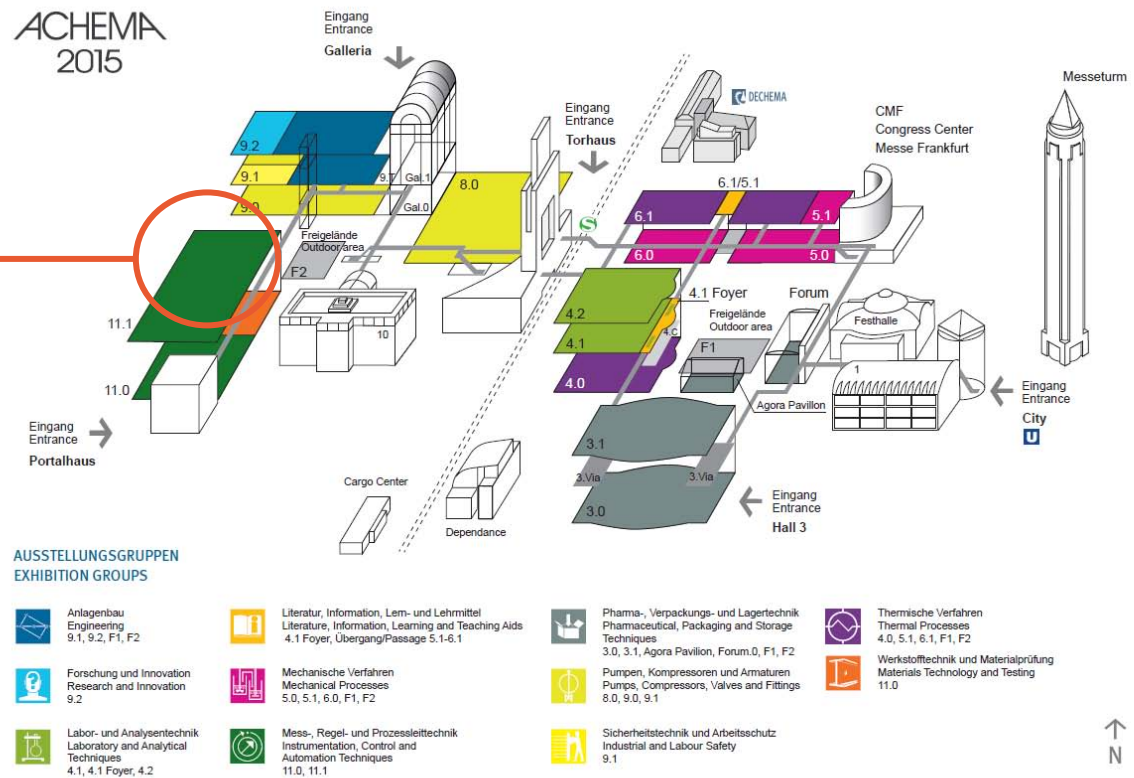 ACHEMA
2015
Eingang
Entrance
Galleria
Eingang
Entrance
Torhaus
DECHEMA
CMF
Congress Center
Messe Frankfurt
Messeturm
9.2
9.1
9.T
Gal.1
9.0
Gal.0
8.0
6.1/5.1
6.1
5.1
S
6.0
5.0
Freigelände
Outdoor area
F2
11.1
11.0
10
4.1 Foyer
Forum
4.2
Freigelände
Outdoor area
Festhalle
4.C
4.1
F1
4.0
1
Agora Pavillon
Eingang
Entrance
City
U
Eingang
Entrance
Portalhaus
3.1
3.Via
3.Via
3.0
Cargo Center
Dependance
Eingang
Entrance
Hall 3
AUSSTELLUNGSGRUPPEN
EXHIBITION GROUPS
Anlagenbau
Engineering
9.1, 9.2, F1, F2
Forschung und Innovation
Research and Innovation
9.2
Labor- und Analysentechnik
Laboratory and Analytical
Techniques
4.1, 4.1 Foyer, 4.2
Literatur, Information, Lern- und Lehrmittel
Literature, Information, Learning and Teaching Aids
4.1 Foyer, Übergang/Passage 5.1-6.1
Mechanische Verfahren
Mechanical Processes
5.0, 5.1, 6.0, F1, F2
Mess-, Regel- und Prozessleittechnik
Instrumentation, Control and
Automation Techniques
11.0, 11.1
Pharma-, Verpackungs- und Lagertechnik
Pharmaceutical, Packaging and Storage
Techniques
3.0, 3.1, Agora Pavilion, Forum.0, F1, F2
Pumpen, Kompressoren und Armaturen
Pumps, Compressors, Valves and Fittings
8.0, 9.0, 9.1
Sicherheitstechnik und Arbeitsschutz
Industrial and Labour Safety
9.1
Thermische Verfahren
Thermal Processes
4.0, 5.1, 6.1, F1, F2
Werkstofftechnik und Materialprüfung
Materials Technology and Testing
11.0
N